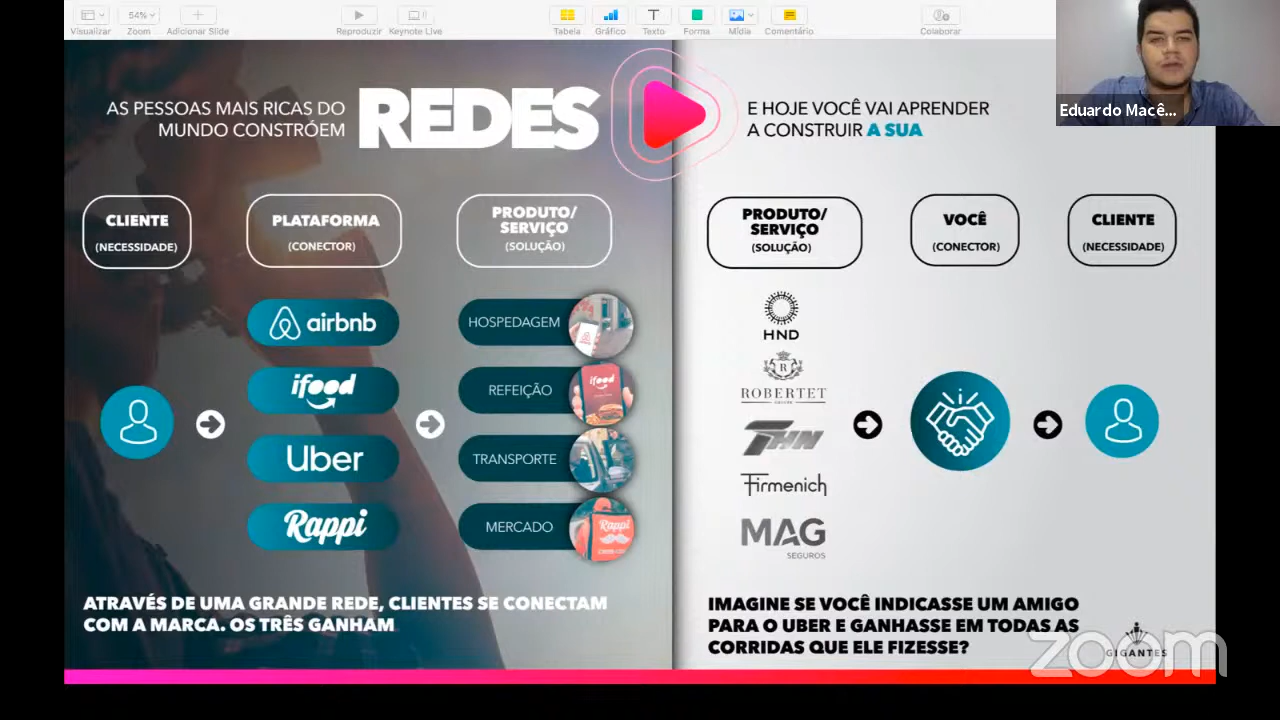 54%
Visualizar
Zoom
Adicionar Slide
Reproduzir
Keynote Live
Tabela
Gráfico
Texto
Forma
Mídia
Comentário
Colaborar
Eduardo Macê...
AS PESSOAS MAIS RICAS DO
MUNDO CONSTRÓEM
REDES
E HOJE VOCÊ VAI APRENDER
A CONSTRUIR A SUA
CLIENTE
(NECESSIDADE)
PLATAFORMA
(CONECTOR)
PRODUTO/
SERVIÇO
(SOLUÇÃO)
airbnb
HOSPEDAGEM
ifood
REFEIÇÃO
ifood
Uber
TRANSPORTE
Rappi
MERCADO
Rappi
ATRAVÉS DE UMA GRANDE REDE, CLIENTES SE CONECTAM
COM A MARCA. OS TRÊS GANHAM
PRODUTO/
SERVIÇO
(SOLUÇÃO)
VOCÊ
(CONECTOR)
CLIENTE
(NECESSIDADE)
HND
R
ROBERTET
THN
Firmenich
MAG
SEGUROS
IMAGINE SE VOCÊ INDICASSE UM AMIGO
PARA O UBER E GANHASSE EM TODAS AS
CORRIDAS QUE ELE FIZESSE?
GIGANTES
zoom